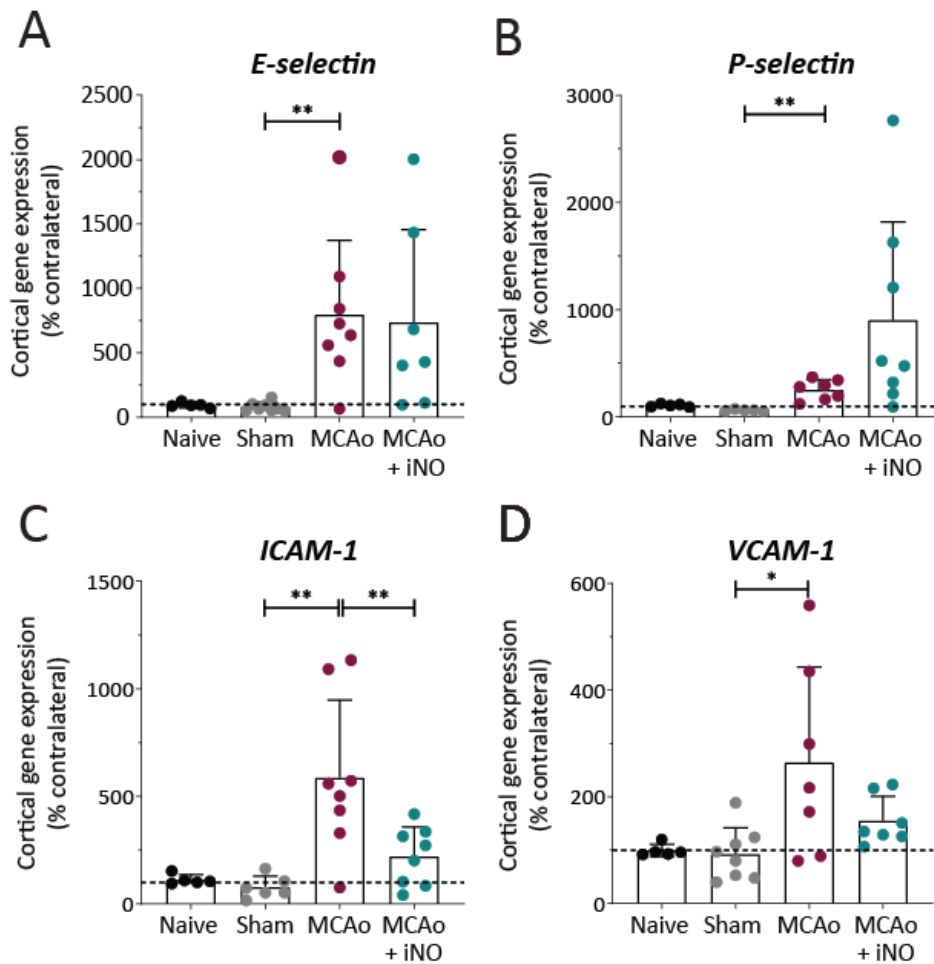 A
E-selectin
Cortical gene expression
(% contralateral)
2500
2000
1500
1000
500
0
**
Naive
Sham
MCAo
MCAo
+ iNO
B
P-selectin
Cortical gene expression
(% contralateral)
3000
2000
1000
0
**
Naive
Sham
MCAo
MCAo
+ iNO
C
ICAM-1
Cortical gene expression
(% contralateral)
1500
1000
500
0
**
**
Naive
Sham
MCAo
MCAo
+ iNO
D
VCAM-1
Cortical gene expression
(% contralateral)
600
400
200
0
*
Naive
Sham
MCAo
MCAo
+ iNO